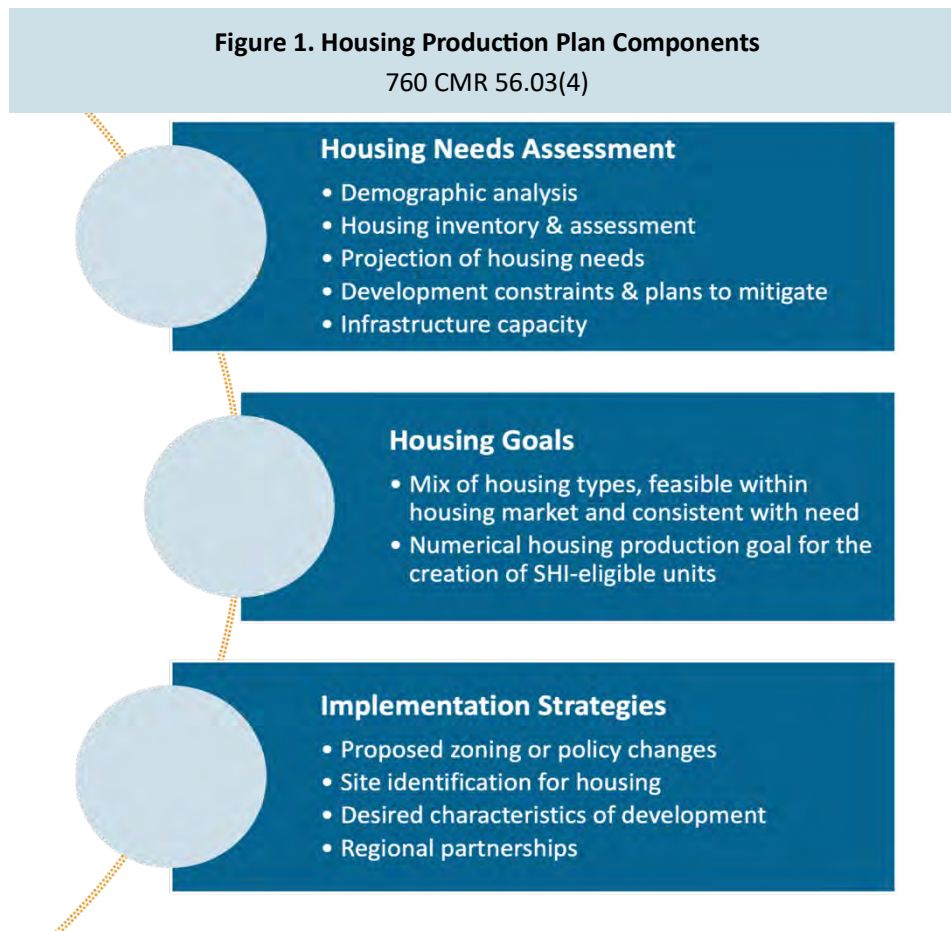 Figure 1. Housing Production Plan Components
760 CMR 56.03(4)
Housing Needs Assessment
• Demographic analysis
• Housing inventory & assessment
• Projection of housing needs
• Development constraints & plans to mitigate
• Infrastructure capacity
Housing Goals
• Mix of housing types, feasible within
housing market and consistent with need
• Numerical housing production goal for the
creation of SHI-eligible units
Implementation Strategies
• Proposed zoning or policy changes
• Site identification for housing
• Desired characteristics of development
• Regional partnerships